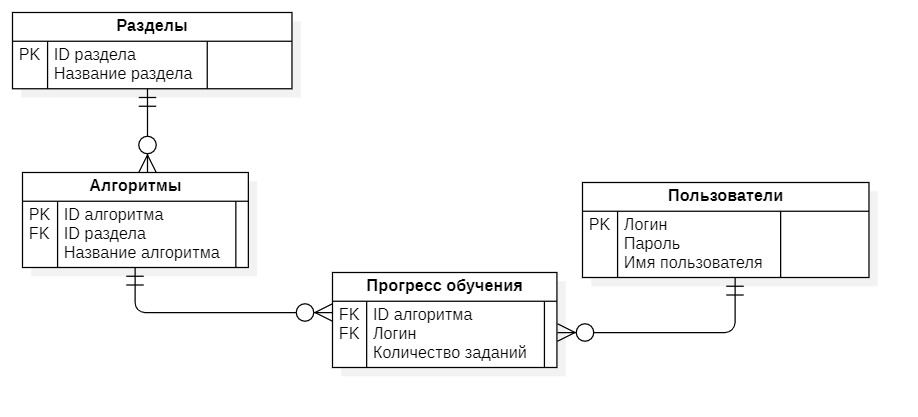 Разделы
PK ID раздела
Название раздела
Алгоритмы
PK ID алгоритма
FK ID раздела
Название алгоритма
Пользователи
PK Логин
Пароль
Имя пользователя
Прогресс обучения
FK ID алгоритма
FK Логин
Количество заданий